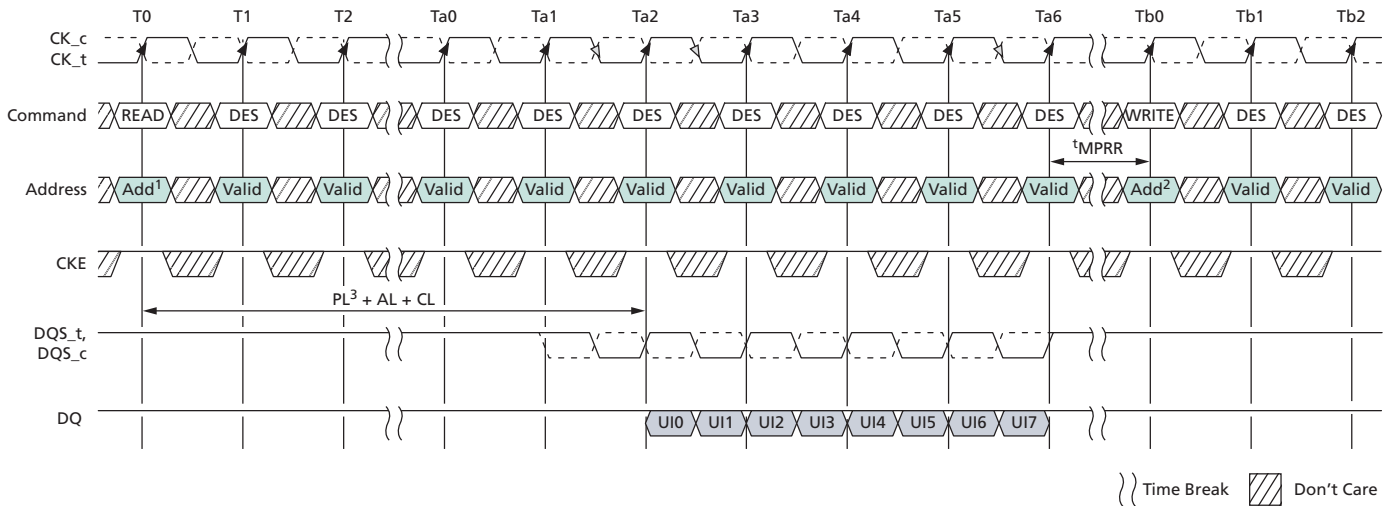 T0 T1 T2 Ta0 Ta1 Ta2 Ta3 Ta4 Ta5 Ta6 Tb0 Tb1 Tb2
CK_c
CK_t
Command READ DES DES DES DES DES DES DES DES DES WRITE DES DES
tMPRR
Address Add1 Valid Valid Valid Valid Valid Valid Valid Valid Valid Add2 Valid Valid
CKE
PL3 + AL + CL
DQS_t,
DQS_c
DQ UI0 UI1 UI2 UI3 UI4 UI5 UI6 UI7
Time Break Don't Care